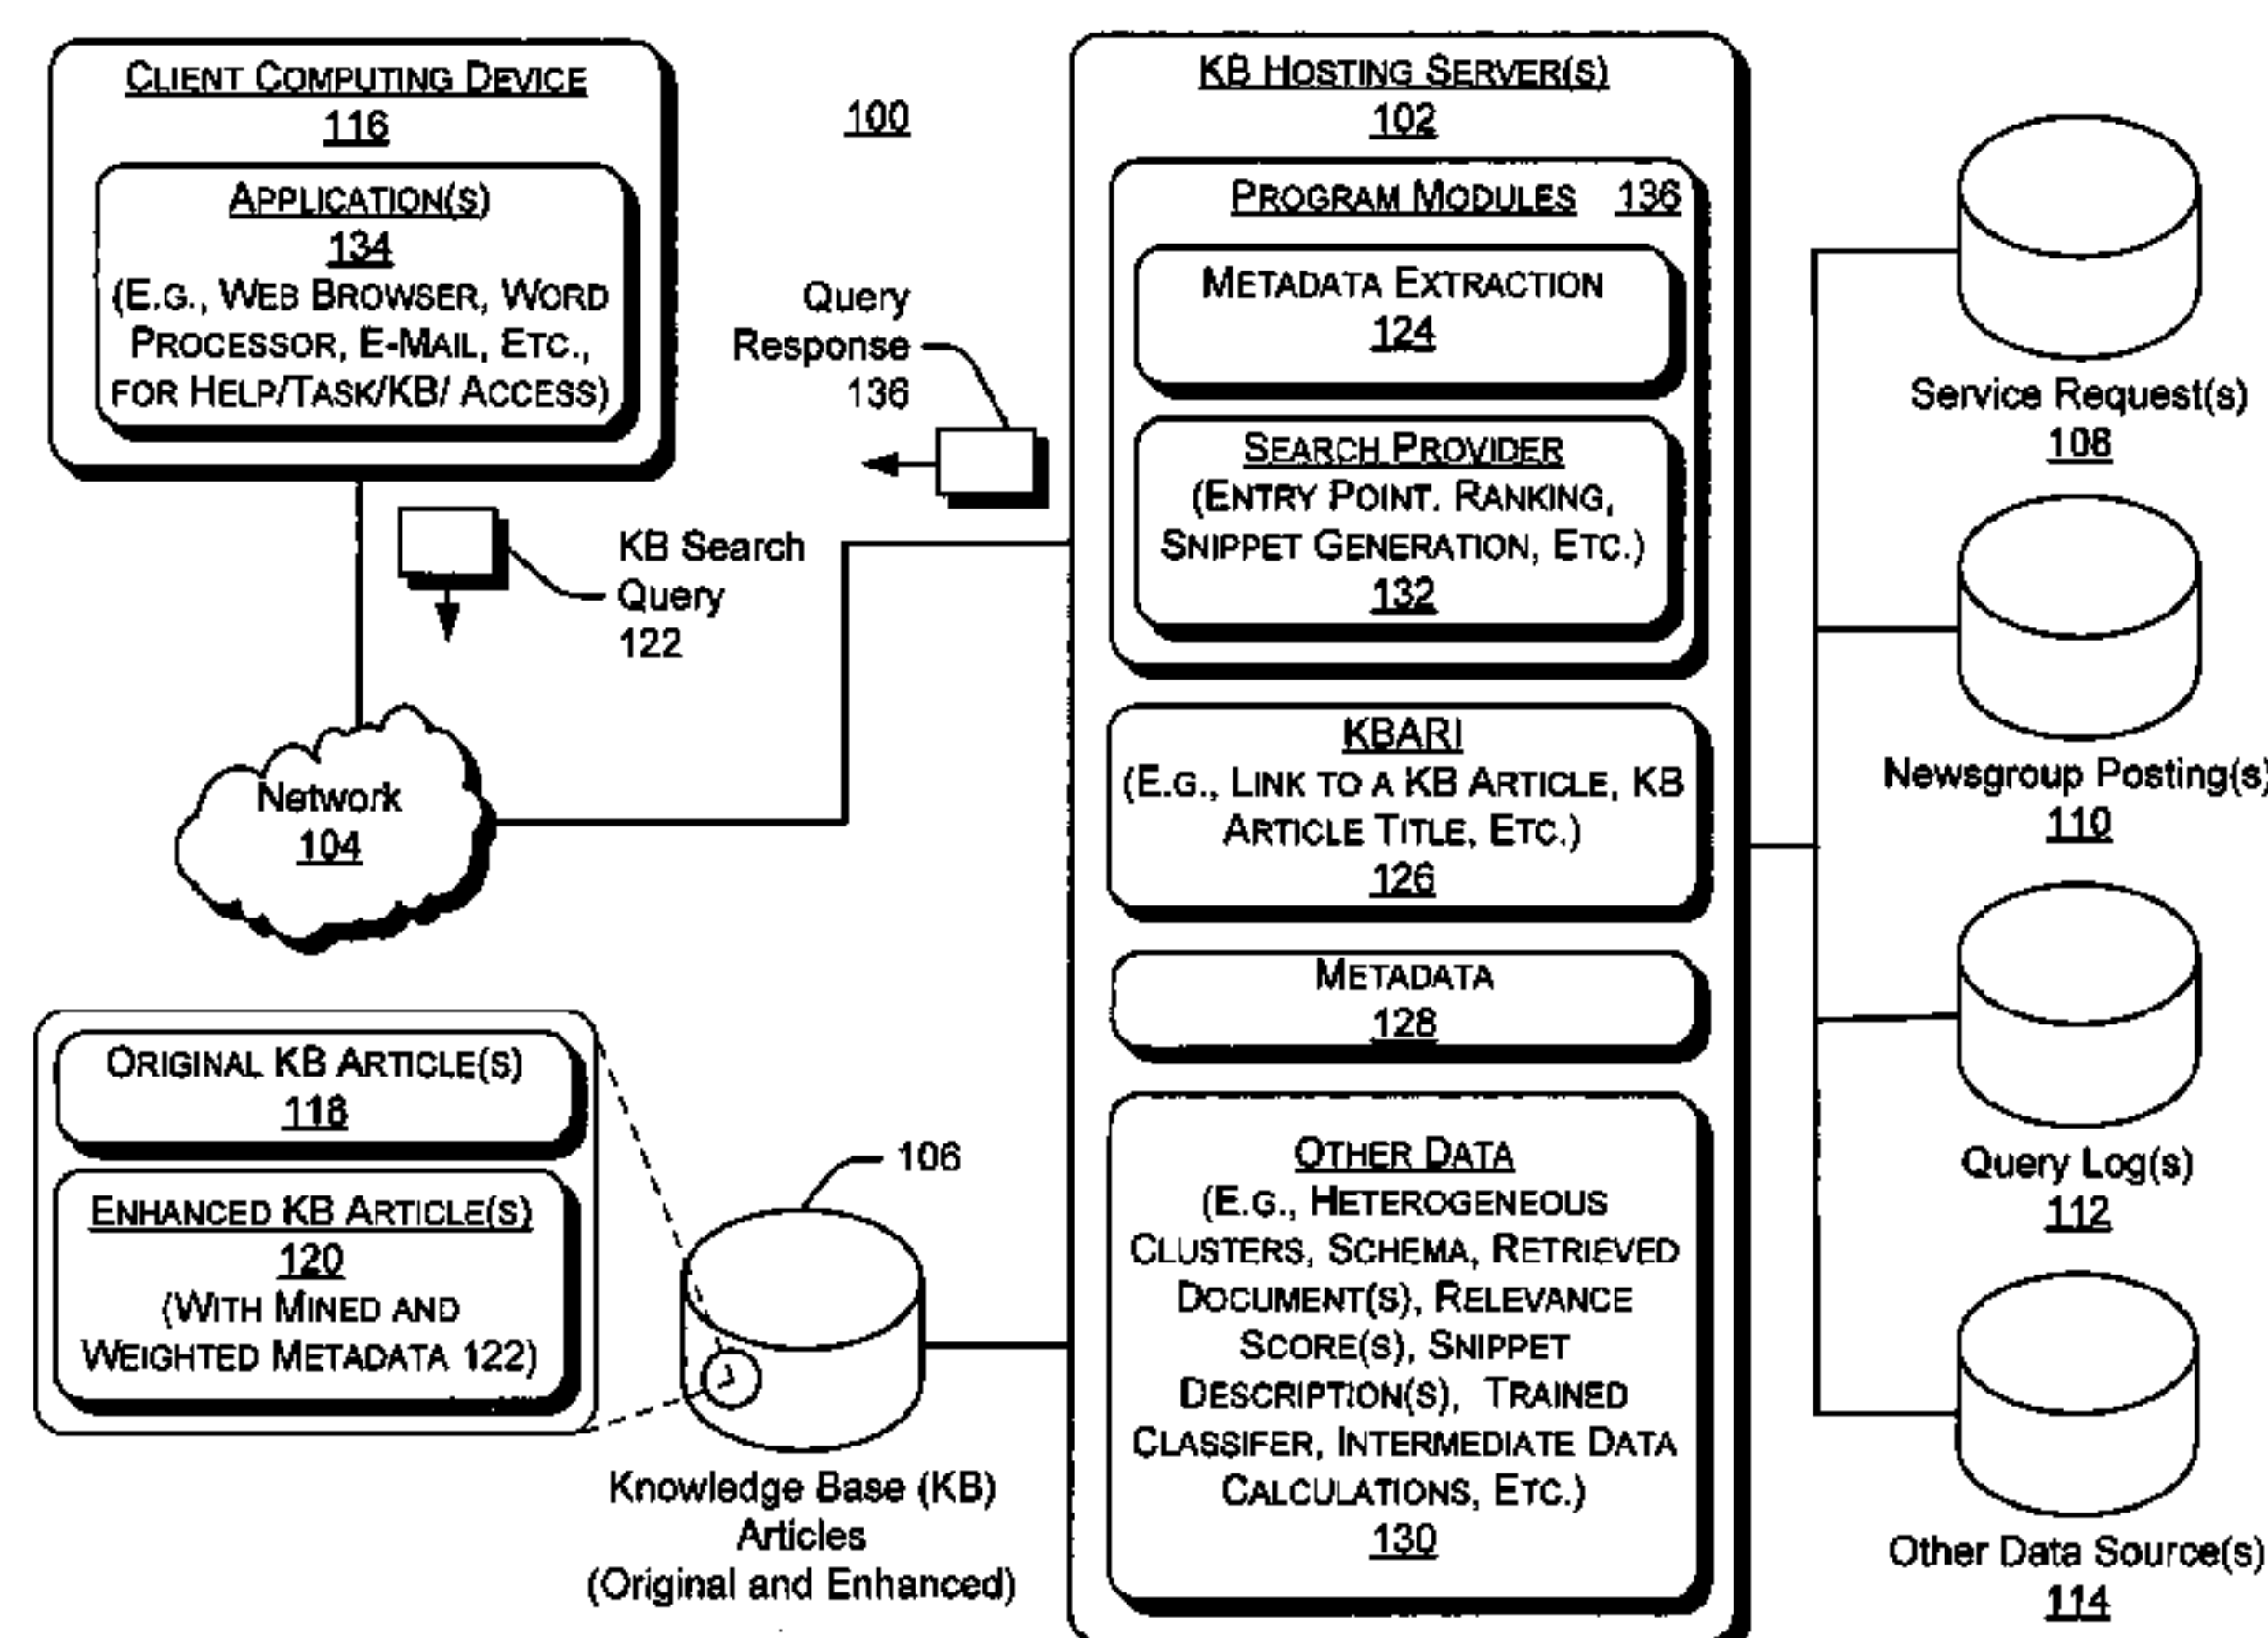 CLIENT COMPUTING DEVICE
116
APPLICATION(S)
134
(E.G., WEB BROWSER, WORD
PROCESSOR, E-MAIL, ETC.,
FOR HELP/TASK/KB/ ACCESS)
100
Query
Response
136
KB Search
Query
122
Network
104
ORIGINAL KB ARTICLE(S)
118
ENHANCED KB ARTICLE(S)
120
(WITH MINED AND
WEIGHTED METADATA 122)
106
Knowledge Base (KB)
Articles
(Original and Enhanced)
KB HOSTING SERVER(S)
102
PROGRAM MODULES 136
METADATA EXTRACTION
124
SEARCH PROVIDER
(ENTRY POINT. RANKING,
SNIPPET GENERATION, ETC.)
132
KBARI
(E.G., LINK TO A KB ARTICLE, KB
ARTICLE TITLE, ETC.)
126
METADATA
128
OTHER DATA
(E.G., HETEROGENEOUS
CLUSTERS, SCHEMA, RETRIEVED
DOCUMENT(S), RELEVANCE
SCORE(S), SNIPPET
DESCRIPTION(S), TRAINED
CLASSIFER, INTERMEDIATE DATA
CALCULATIONS, ETC.)
130
Service Request(s)
108
Newsgroup Posting(s)
110
Query Log(s)
112
Other Data Source(s)
114